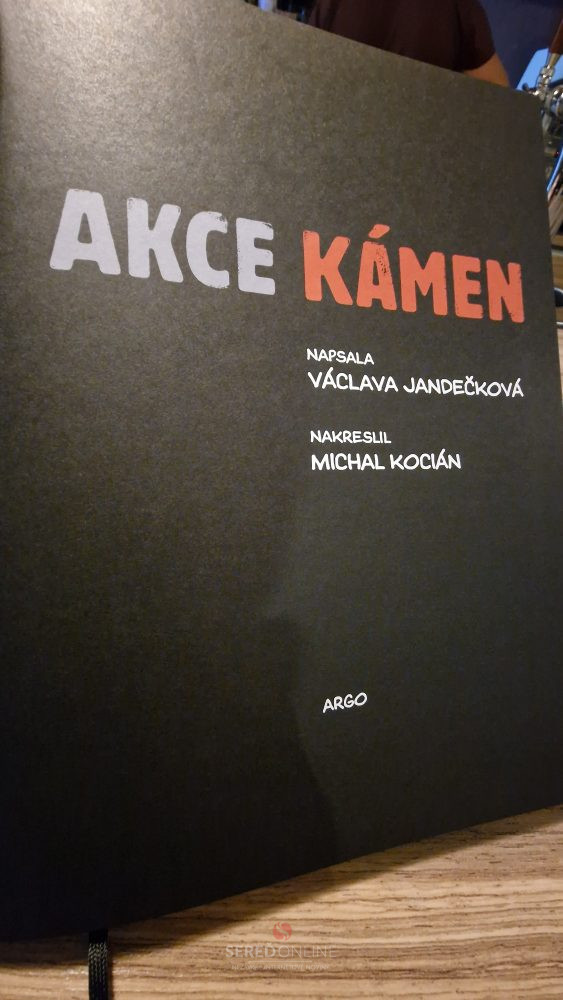 AKCE KÁMEN
NAPSALA
VÁCLAVA JANDEČKOVÁ
NAKRESLIL
MICHAL KOCIÁN
ARGO
SEREDONLINE